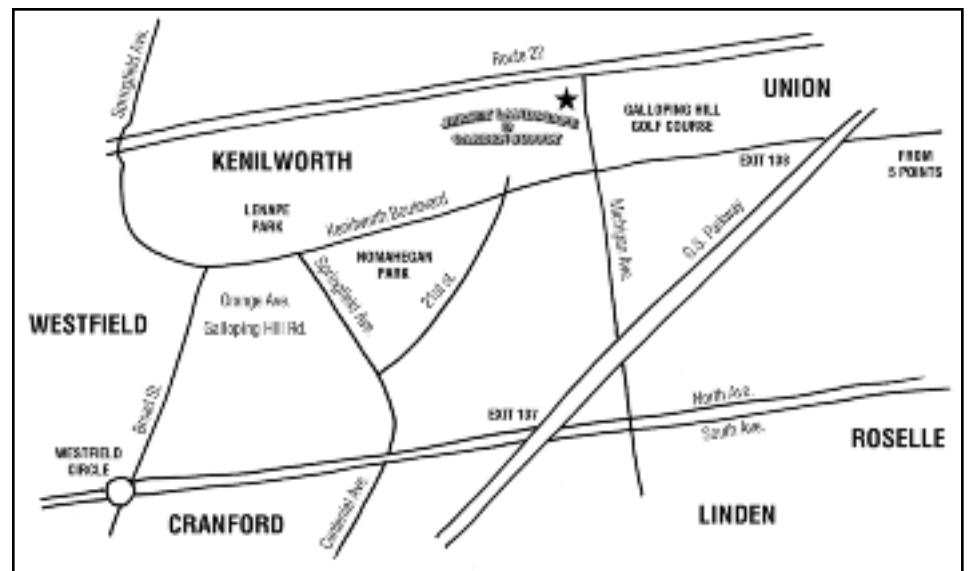 Springfield Ave.
Route 22
UNION
GALLOPING HILL
GOLF COURSE
KENILWORTH
EXIT 138
FROM
5 POINTS
LENAPE
PARK
Kenilworth Boulevard
NOMAHEGAN
PARK
Springfield Ave.
21st St.
G.S. Parkway
Orange Ave.
Galloping Hill Rd.
WESTFIELD
Broad St.
EXIT 137
North Ave.
South Ave.
ROSELLE
WESTFIELD
CIRCLE
CRANFORD
Centennial Ave.
LINDEN